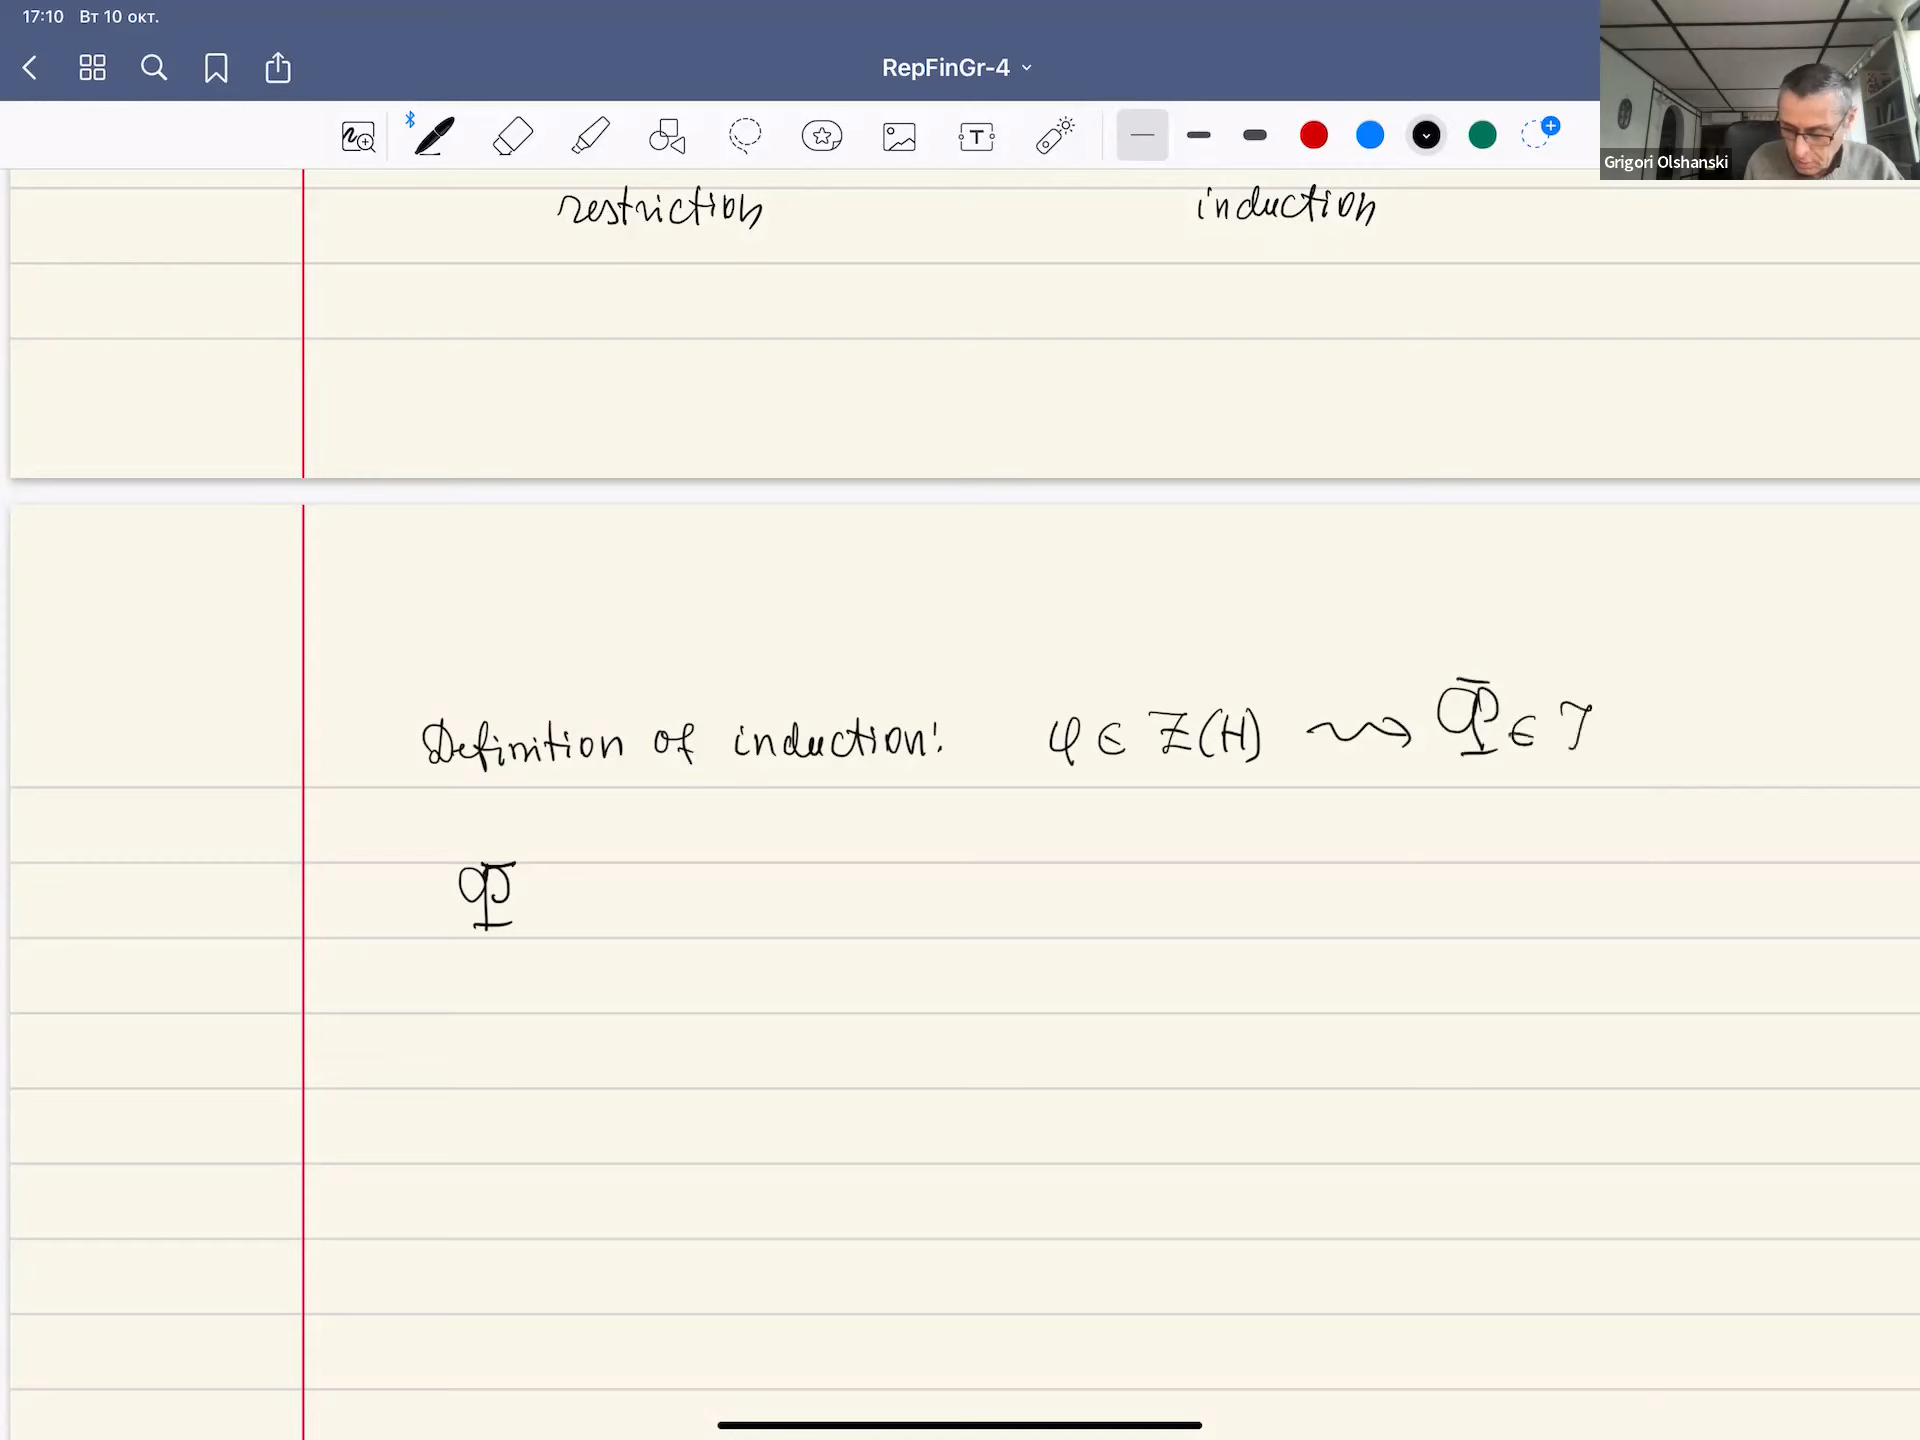 17:10 Вт 10 окт.
RepFinGr-4
Grigori Olshanski
restriction induction
Definition of induction: φ ∈ Z(H) ⇝ Φ ∈ 
Φ